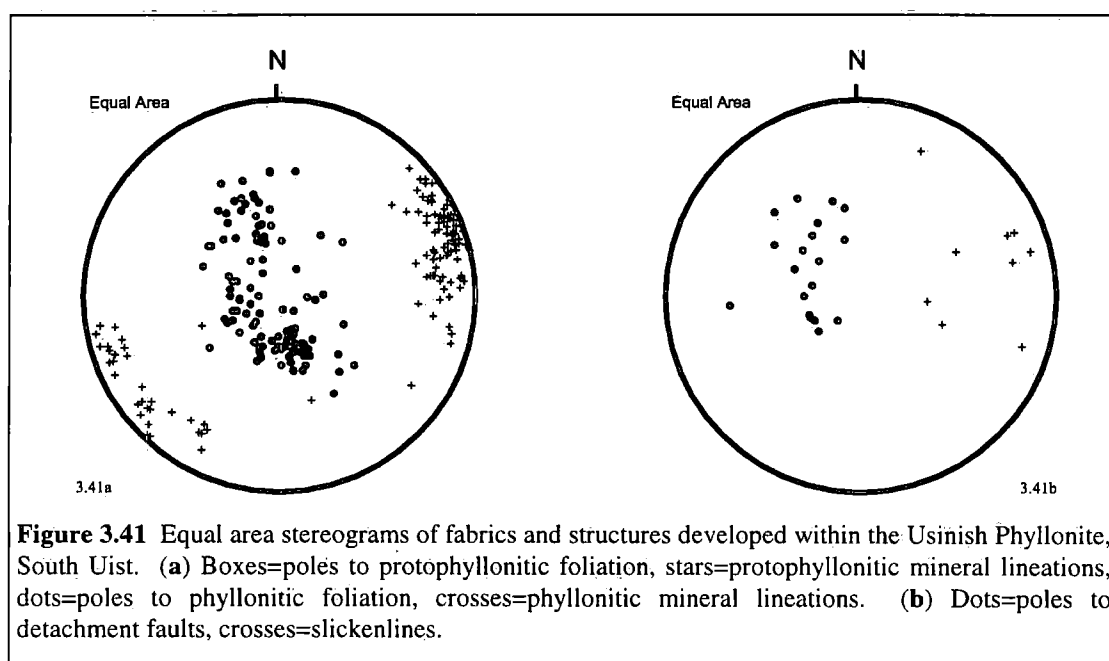 N N
Equal Area Equal Area
3.41a 3.41b
Figure 3.41 Equal area stereograms of fabrics and structures developed within the Usinish Phyllonite,
South Uist. (a) Boxes=poles to protophyllonitic foliation, stars=protophyllonitic mineral lineations,
dots=poles to phyllonitic foliation, crosses=phyllonitic mineral lineations. (b) Dots=poles to
detachment faults, crosses=slickenlines.